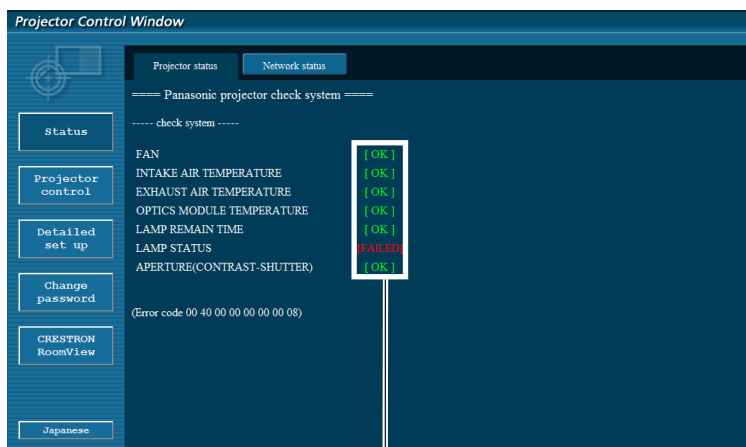 Projector Control Window
Projector status
Network status
==== Panasonic projector check system ====
----- check system -----
FAN [ OK ]
INTAKE AIR TEMPERATURE [ OK ]
EXHAUST AIR TEMPERATURE [ OK ]
OPTICS MODULE TEMPERATURE [ OK ]
LAMP REMAIN TIME [ OK ]
LAMP STATUS [FAILED]
APERTURE(CONTRAST-SHUTTER) [ OK ]
(Error code 00 40 00 00 00 00 00 08)
Status
Projector
control
Detailed
set up
Change
password
CRESTRON
RoomView
Japanese